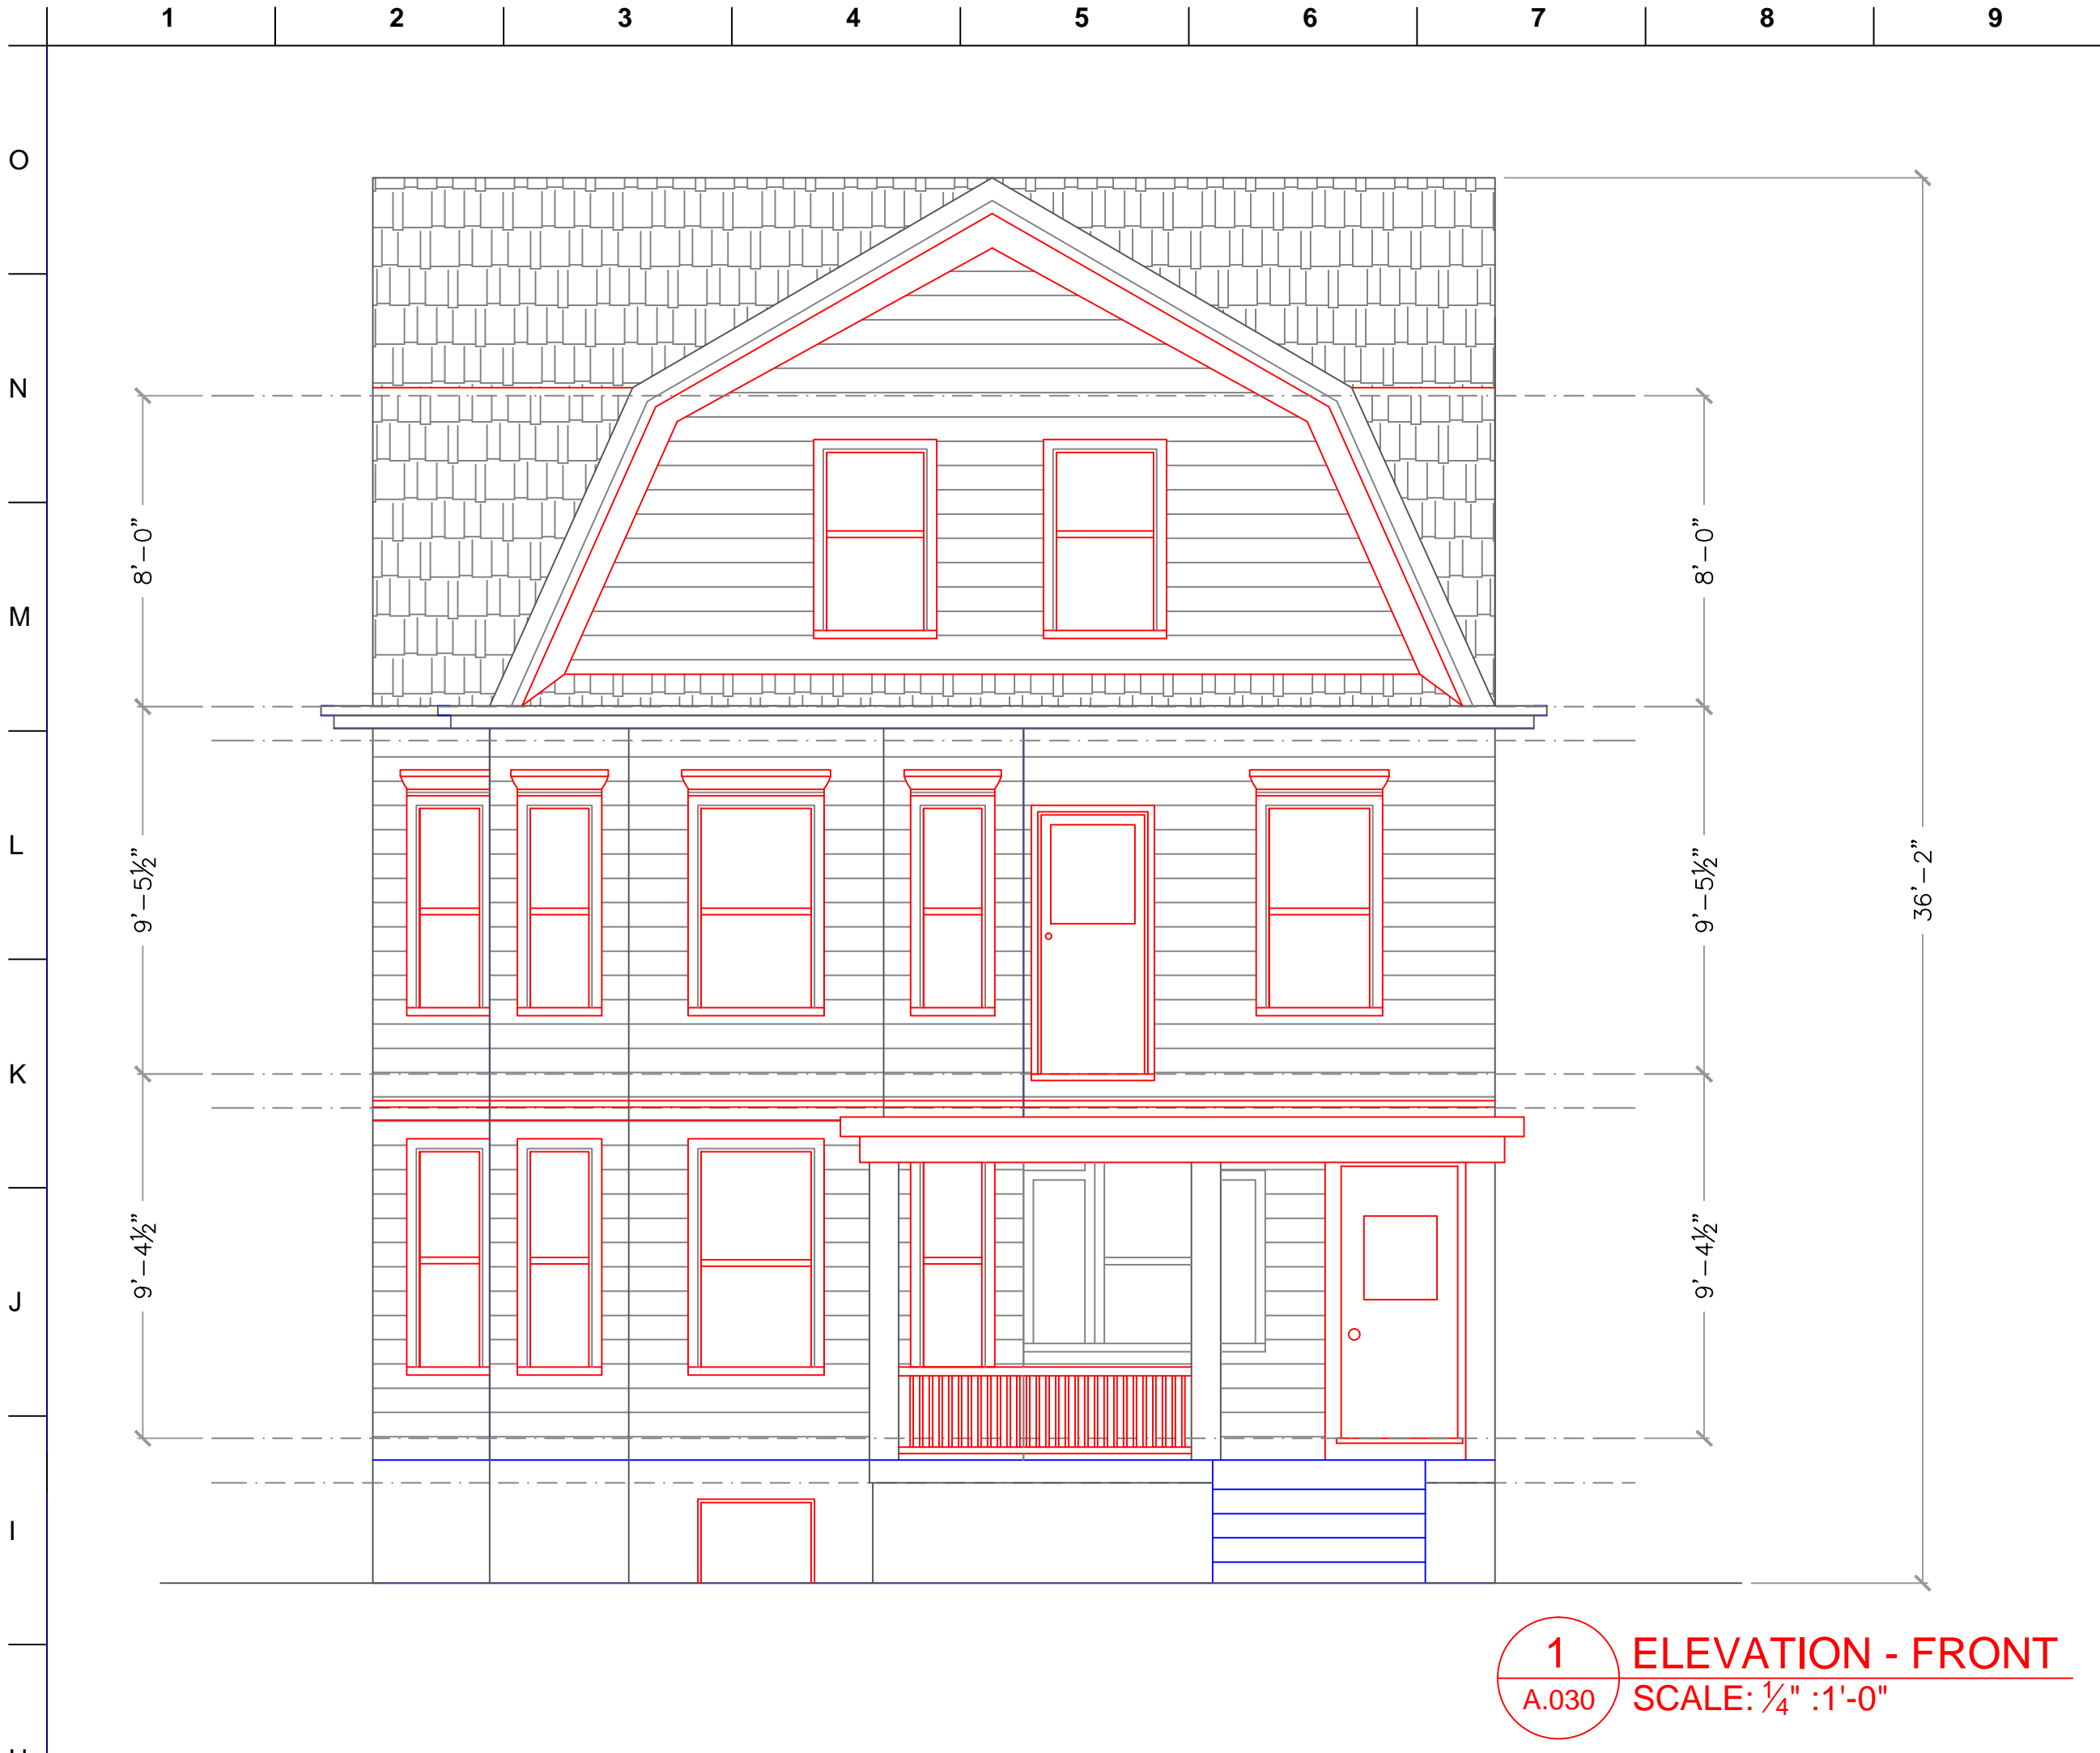 1 2 3 4 5 6 7 8 9
O
N
M
L
K
J
I
8'-0"
9'-5½"
9'-4½"
8'-0"
9'-5½"
9'-4½"
36'-2"
1
A.030
ELEVATION - FRONT
SCALE: ¼" :1'-0"